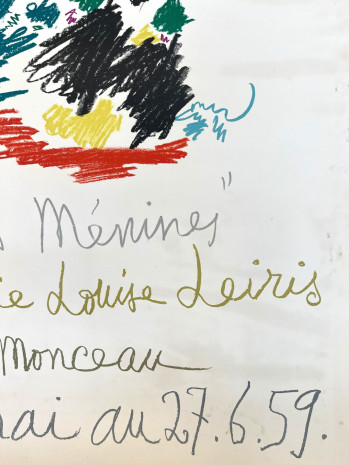 Ménines"
Louise Leiris
Monceau
au 27.6.59.